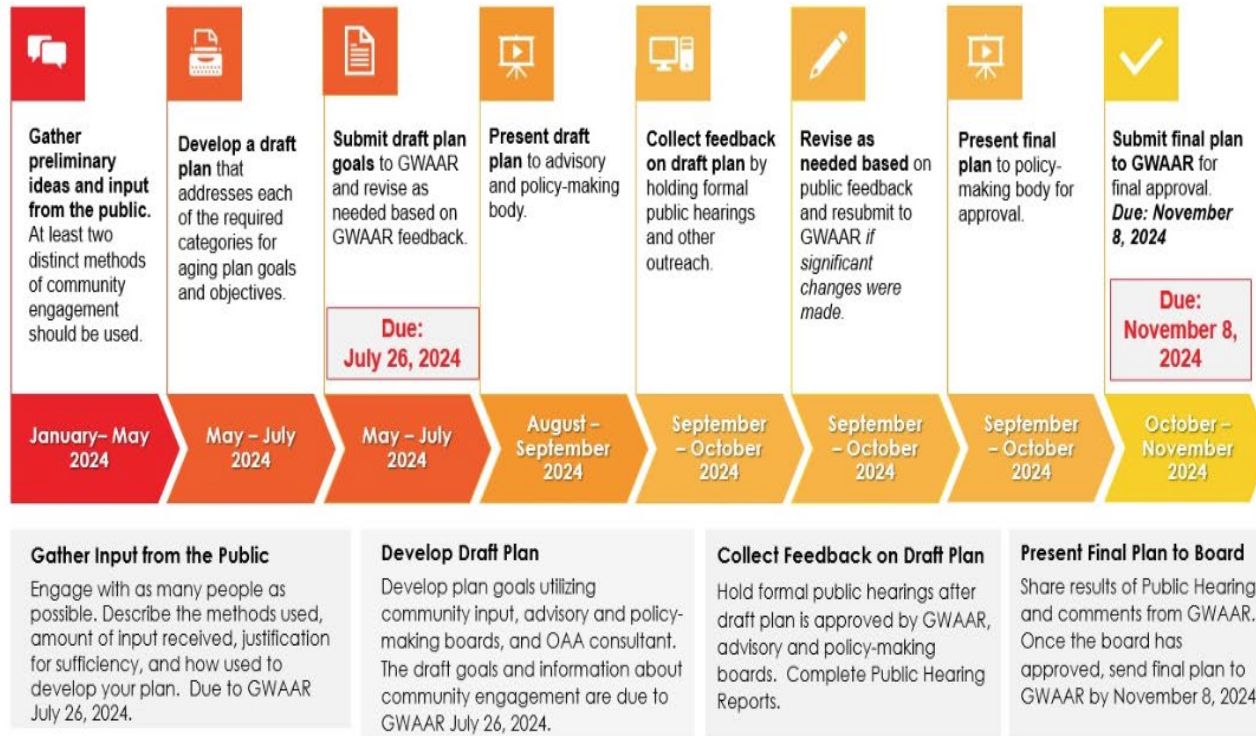 Gather
preliminary
ideas and input
from the public.
At least two
distinct methods
of community
engagement
should be used.
Develop a draft
plan that
addresses each
of the required
categories for
aging plan goals
and objectives.
Submit draft plan
goals to GWAAR
and revise as
needed based on
GWAAR feedback.
Due:
July 26, 2024
Present draft
plan to advisory
and policy-making
body.
Collect feedback
on draft plan by
holding formal
public hearings
and other
outreach.
Revise as
needed based on
public feedback
and resubmit to
GWAAR if
significant
changes were
made.
Present final
plan to policy-
making body for
approval.
Submit final plan
to GWAAR for
final approval.
Due: November
8, 2024
Due:
November 8,
2024
January– May
2024
May – July
2024
May – July
2024
August –
September
2024
September
– October
2024
September
– October
2024
September
– October
2024
October –
November
2024
Gather Input from the Public
Engage with as many people as
possible. Describe the methods used,
amount of input received, justification
for sufficiency, and how used to
develop your plan. Due to GWAAR
July 26, 2024.
Develop Draft Plan
Develop plan goals utilizing
community input, advisory and policy-
making boards, and OAA consultant.
The draft goals and information about
community engagement are due to
GWAAR July 26, 2024.
Collect Feedback on Draft Plan
Hold formal public hearings after
draft plan is approved by GWAAR,
advisory and policy-making
boards. Complete Public Hearing
Reports.
Present Final Plan to Board
Share results of Public Hearing
and comments from GWAAR.
Once the board has
approved, send final plan to
GWAAR by November 8, 2024